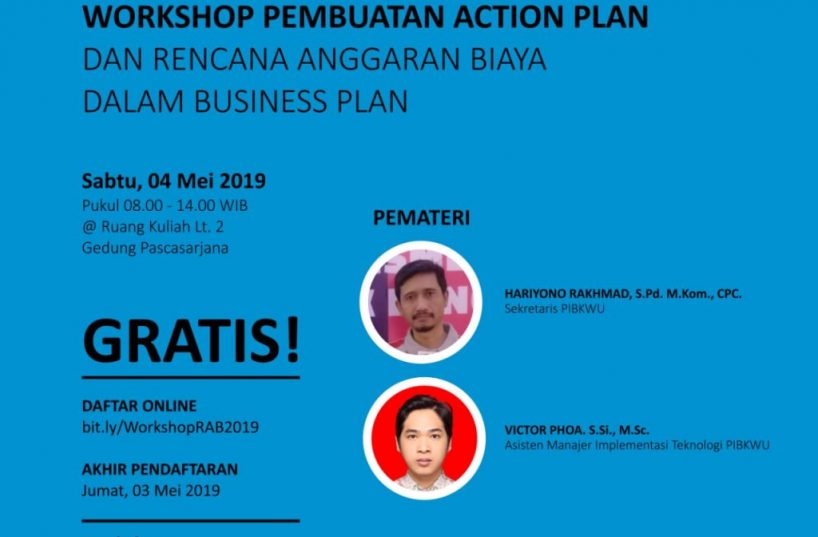 WORKSHOP PEMBUATAN ACTION PLAN
DAN RENCANA ANGGARAN BIAYA
DALAM BUSINESS PLAN
Sabtu, 04 Mei 2019
Pukul 08.00 - 14.00 WIB
@ Ruang Kuliah Lt. 2
Gedung Pascasarjana
GRATIS!
DAFTAR ONLINE
bit.ly/WorkshopRAB2019
AKHIR PENDAFTARAN
Jumat, 03 Mei 2019
PEMATERI
HARIYONO RAKHMAD, S.Pd. M.Kom., CPC.
Sekretaris PIBKWU
VICTOR PHOA. S.Si., M.Sc.
Asisten Manajer Implementasi Teknologi PIBKWU